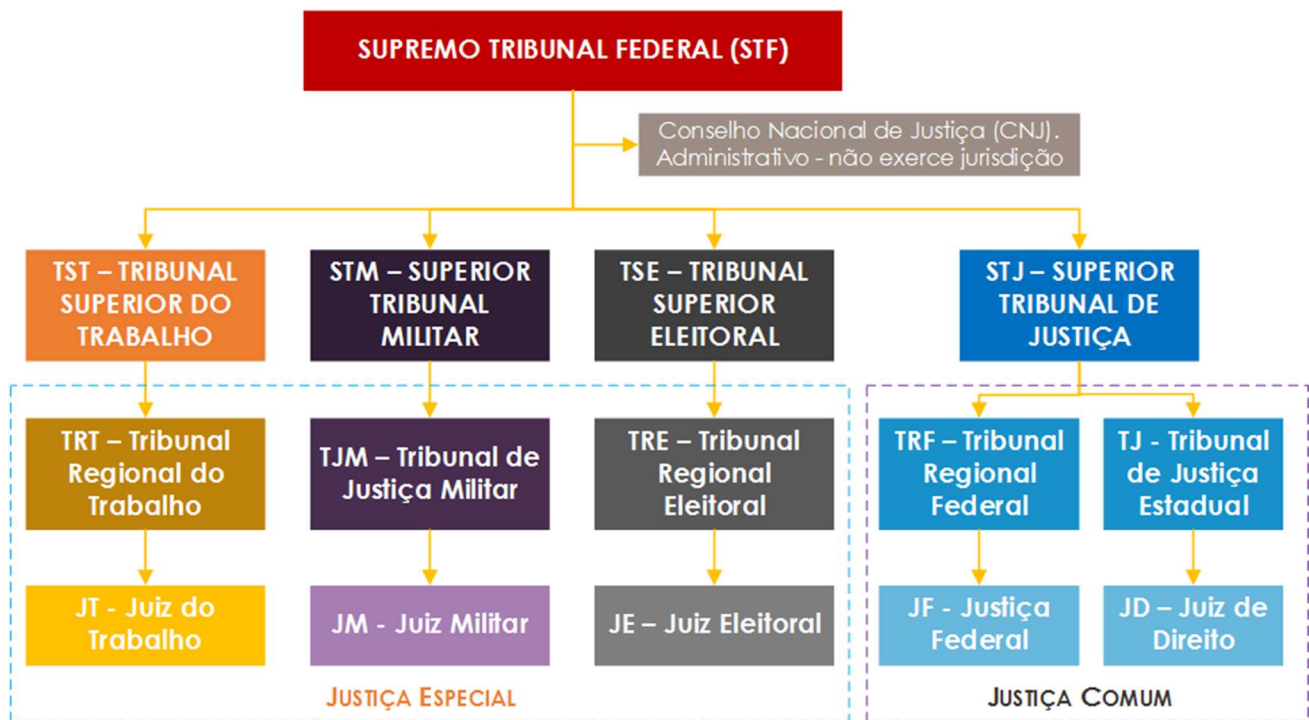 SUPREMO TRIBUNAL FEDERAL (STF)
Conselho Nacional de Justiça (CNJ).
Administrativo - não exerce jurisdição
TST – TRIBUNAL
SUPERIOR DO
TRABALHO
STM – SUPERIOR
TRIBUNAL
MILITAR
TSE – TRIBUNAL
SUPERIOR
ELEITORAL
STJ – SUPERIOR
TRIBUNAL DE
JUSTIÇA
TRT – Tribunal
Regional do
Trabalho
TJM – Tribunal de
Justiça Militar
TRE – Tribunal
Regional
Eleitoral
TRF – Tribunal
Regional
Federal
TJ - Tribunal
de Justiça
Estadual
JT - Juiz do
Trabalho
JM - Juiz Militar
JE – Juiz Eleitoral
JF - Justiça
Federal
JD – Juiz de
Direito
JUSTIÇA ESPECIAL
JUSTIÇA COMUM